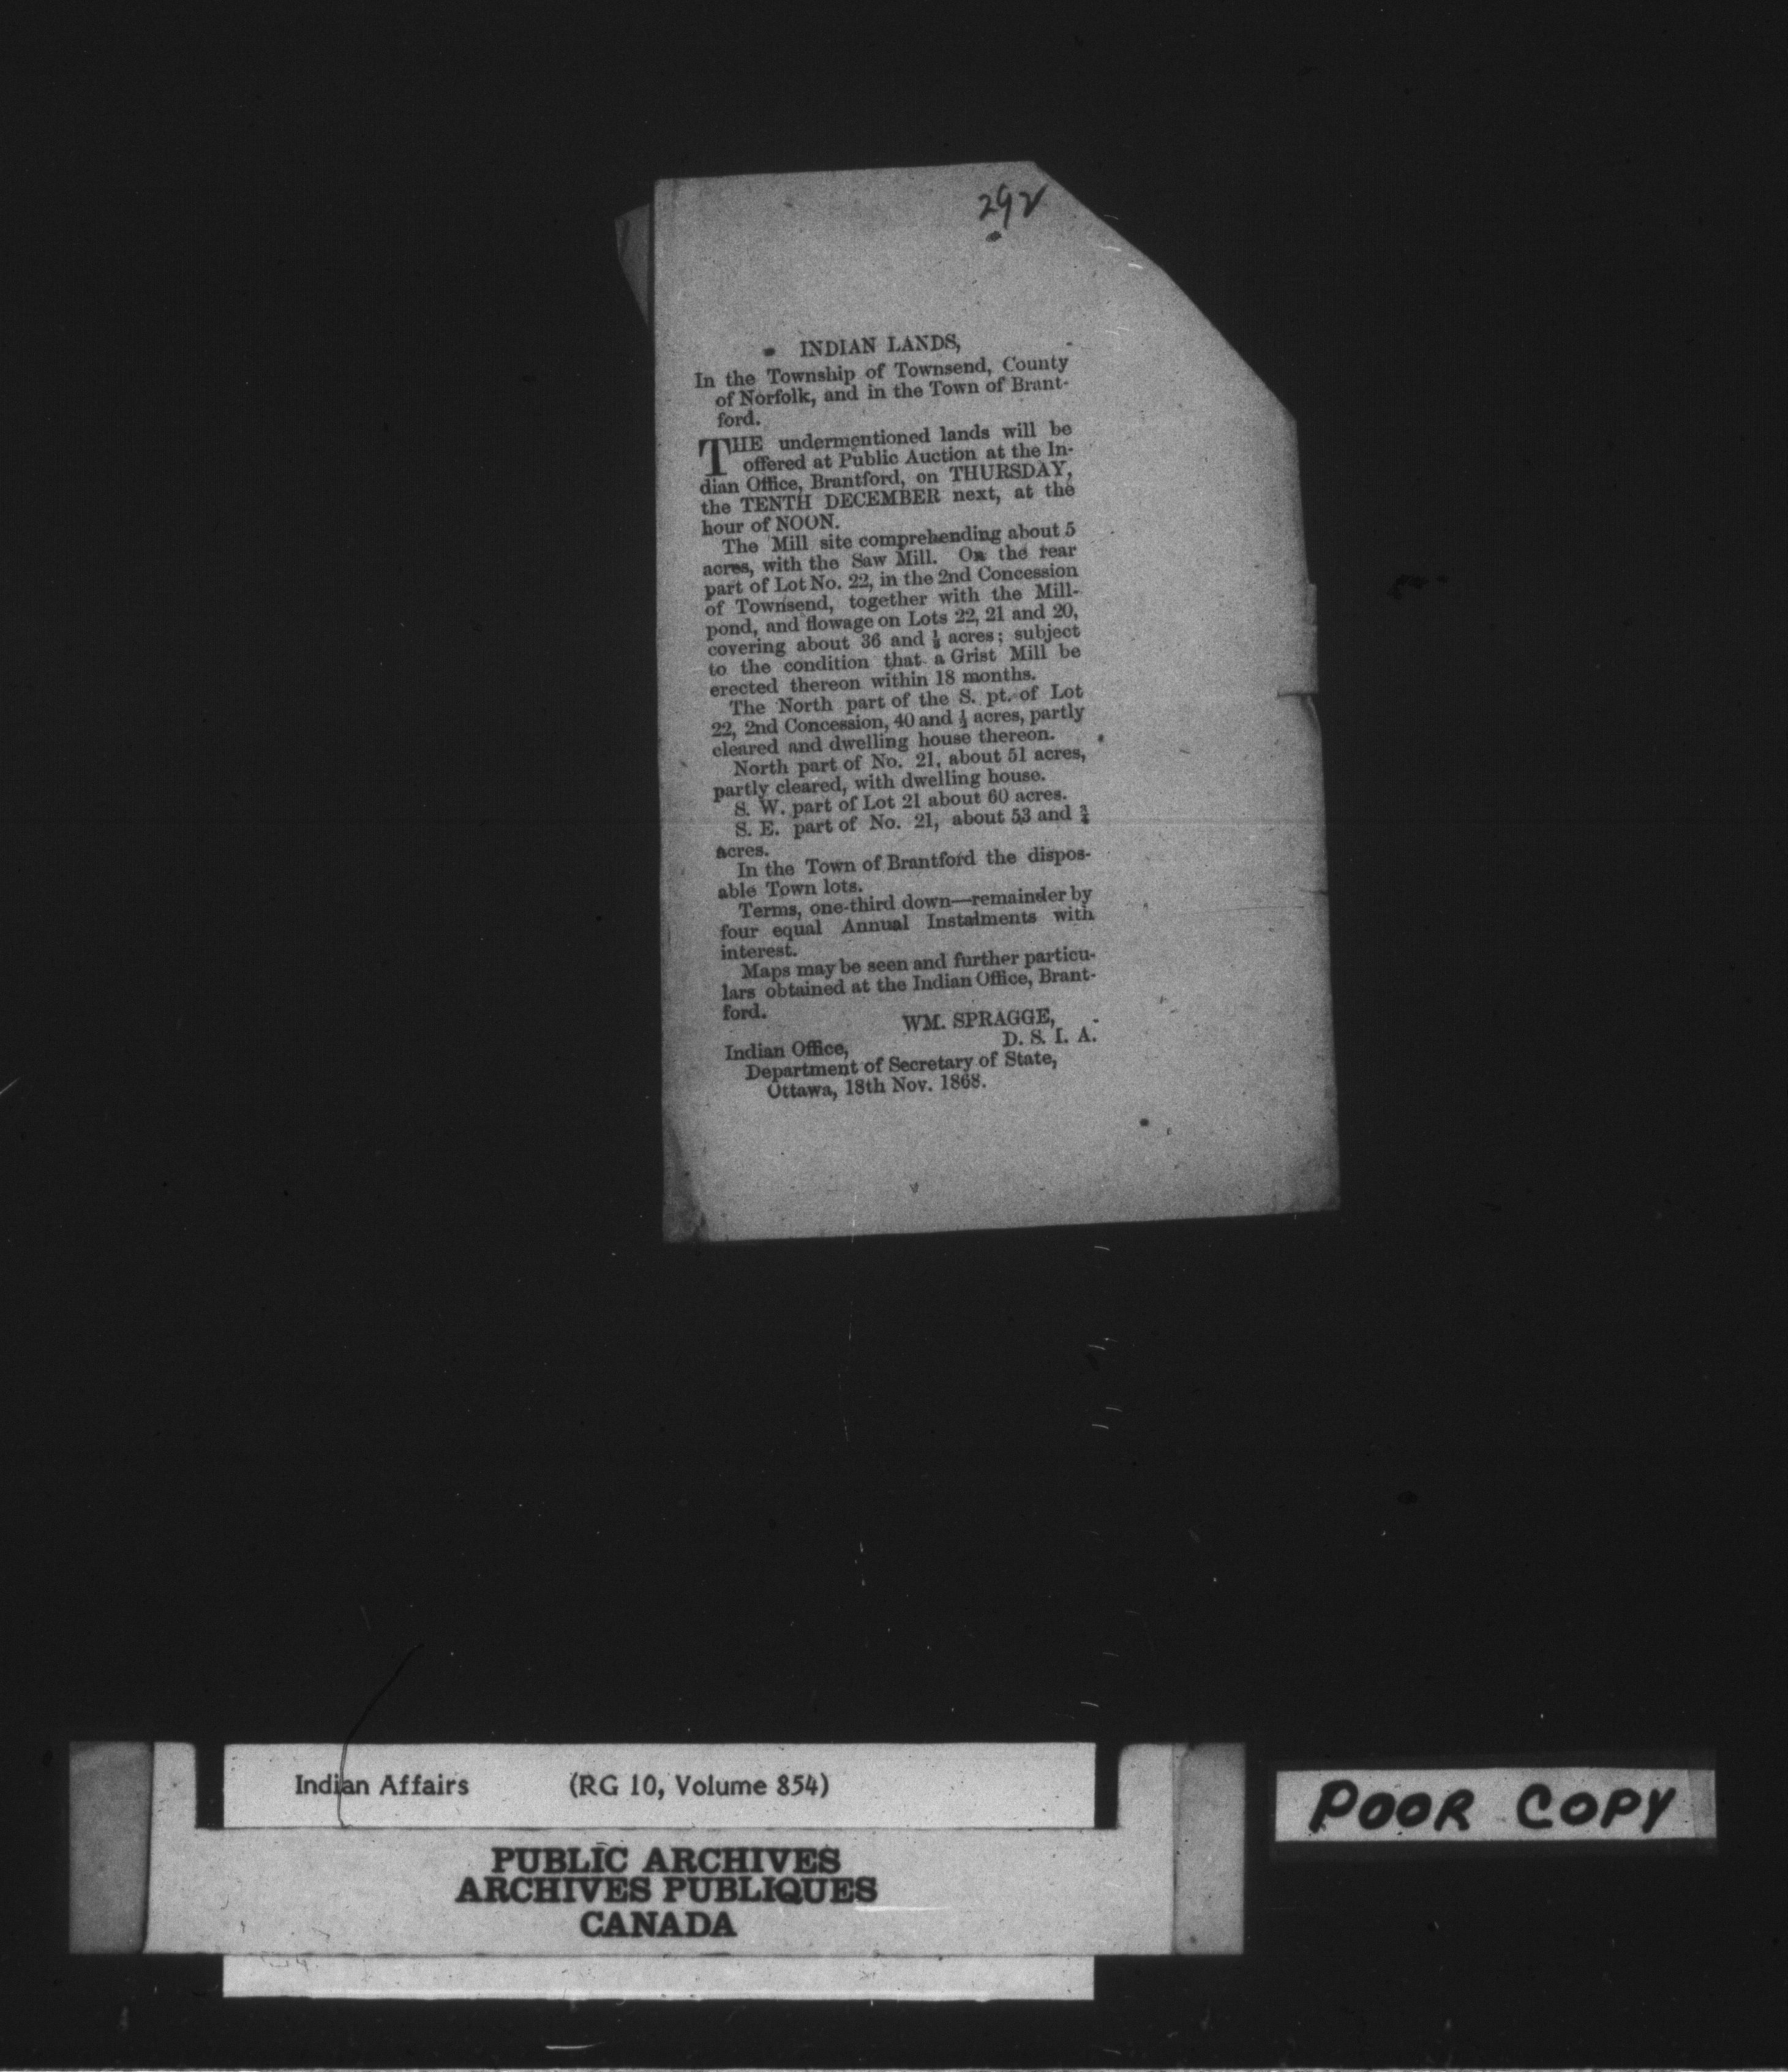 292
INDIAN LANDS,
In the Township of Townsend, County
of Norfolk, and in the Town of Brant-
ford.
THE undermentioned lands will be
offered at Public Auction at the In-
dian Office, Brantford, on THURSDAY,
the TENTH DECEMBER next, at the
hour of NOON.
The Mill site comprehending about 5
acres, with the Saw Mill. On the rear
part of Lot No. 22, in the 2nd Concession
of Townsend, together with the Mill-
pond, and flowage on Lots 22, 21 and 20,
covering about 36 and acres; subject
to the condition that a Grist Mill be
erected thereon within 18 months.
The North part of the S. pt. of Lot
22, 2nd Concession, 40 and acres, partly
cleared and dwelling house thereon.
North part of No. 21, about 51 acres,
partly cleared, with dwelling house.
S. W. part of Lot 21 about 60 acres.
S. E. part of No. 21, about 53 and ¾
acres.
In the Town of Brantford the dispos-
able Town lots.
Terms, one-third down—remainder by
four equal Annual Instalments with
interest.
Maps may be seen and further particu-
lars obtained at the Indian Office, Brant-
ford.
WM. SPRAGGE,
D. S. I. A.
Indian Office,
Department of Secretary of State,
Ottawa, 18th Nov. 1868.
Indian Affairs (RG 10, Volume 854)
PUBLIC ARCHIVES
ARCHIVES PUBLIQUES
CANADA
POOR COPY